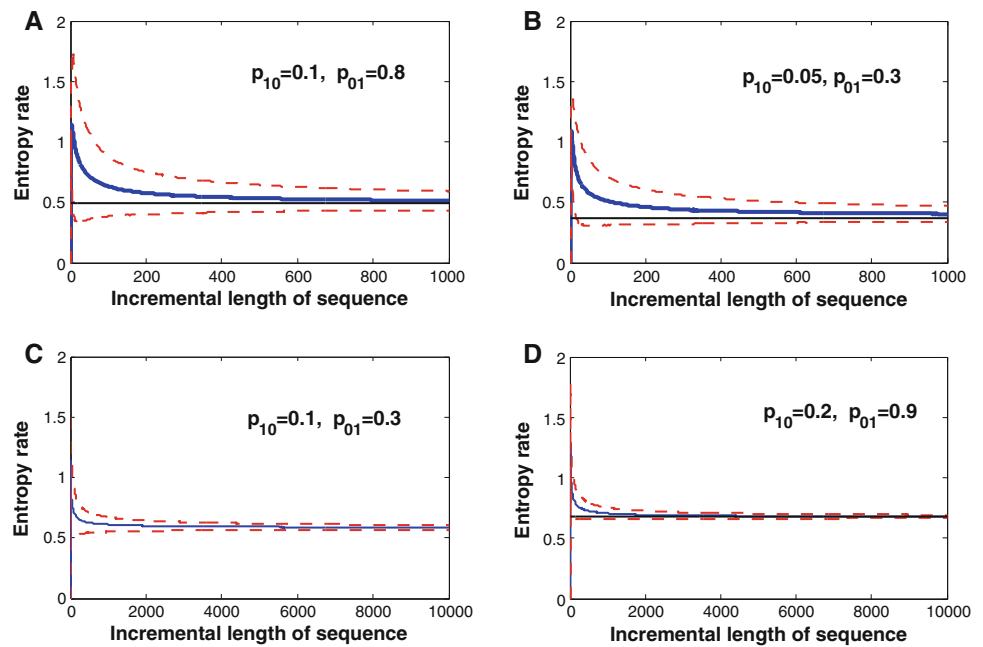 A
p10=0.1, p01=0.8
Entropy rate
2
1.5
1
0.5
0
0 200 400 600 800 1000
Incremental length of sequence
B
p10=0.05, p01=0.3
Entropy rate
2
1.5
1
0.5
0
0 200 400 600 800 1000
Incremental length of sequence
C
p10=0.1, p01=0.3
Entropy rate
2
1.5
1
0.5
0
0 2000 4000 6000 8000 10000
Incremental length of sequence
D
p10=0.2, p01=0.9
Entropy rate
2
1.5
1
0.5
0
0 2000 4000 6000 8000 10000
Incremental length of sequence